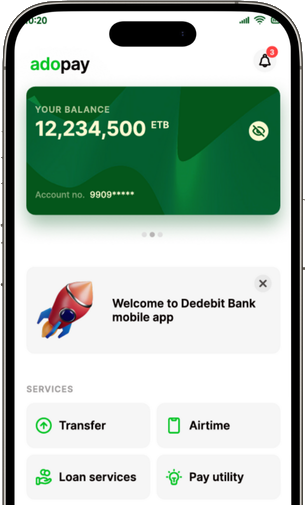 0:20
adopay
3
YOUR BALANCE
12,234,500 ETB
Account no. 9909*****
Welcome to Dedebit Bank
mobile app
SERVICES
Transfer
Airtime
Loan services
Pay utility